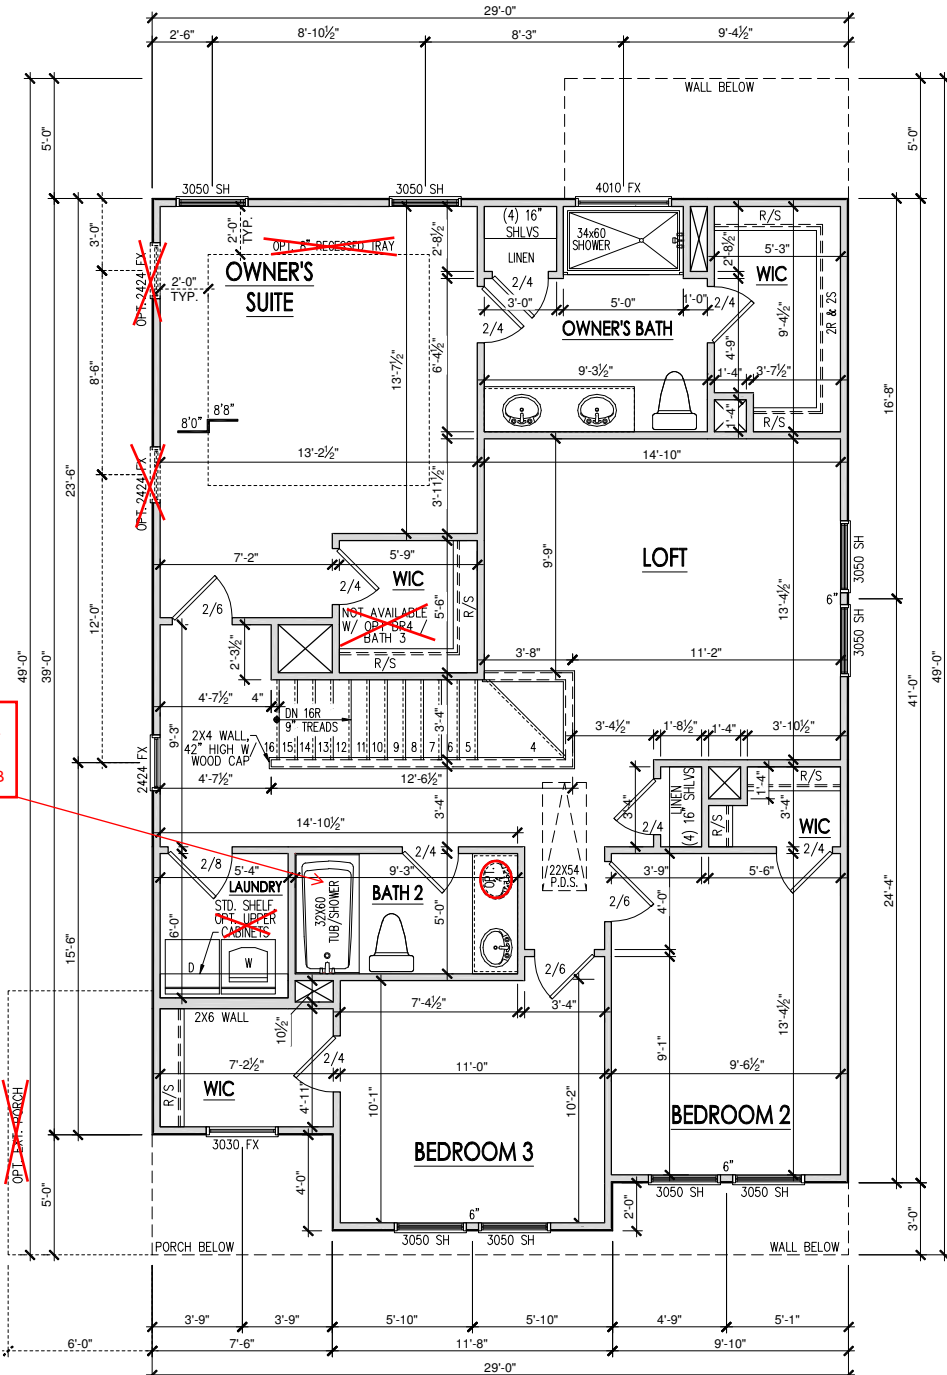 29'-0"
2'-6" 8'-10½" 8'-3" 9'-4½"
WALL BELOW
5'-0" 5'-0"
3050 SH 3050 SH 4010 FX
3'-0" 2'-0" TYP. 2'-8½" (4) 16" SHLVS 34x60 SHOWER 2'-8½" R/S
OPT. 8" RECESSED TRAY
OWNER'S SUITE
LINEN
5'-3"
WIC
OPT. 2424 FX
2'-0" TYP.
2/4
3'-0" 5'-0" 1'-0" 2/4
2/4
OWNER'S BATH
9'-4½" 2R & 2S
8'-6" 13'-7½" 6'-4½" 4'-9"
9'-3½" 1'-4" 3'-7½"
16'-8"
8'0" 8'8"
1'-4" R/S
13'-2½" 14'-10"
23'-6" OPT. 2424 FX 3'-11½"
7'-2" 5'-9" 9'-9" LOFT 3050 SH
WIC
2/4
2/6
6"
NOT AVAILABLE
W/ OPT BR4 /
BATH 3
5'-6" R/S 13'-4½"
12'-0" 3050 SH
2'-3½" R/S 3'-8" 11'-2"
49'-0" 39'-0" 41'-0" 49'-0"
4'-7½" 4"
DN 16R
9" TREADS
3'-4"
3'-4½" 1'-8½" 1'-4" 3'-10½"
9'-3"
2X4 WALL,
42" HIGH W/
WOOD CAP
16 15 14 13 12 11 10 9 8 7 6 5 4
3
2424 FX 4'-7½" 12'-6½"
R/S
1'-4"
3'-4" 3'-4" LINEN (4) 16" SHLVS R/S 3'-4"
14'-10½" 2/4 WIC
2/8 2/4 2/4
5'-4" 9'-3" 22X54 P.D.S. 3'-9" 5'-6"
LAUNDRY BATH 2 OPT.
STD. SHELF
OPT. UPPER
CABINETS
32X60 TUB/SHOWER 5'-0" 2/6 4'-0" 24'-4"
6'-0"
15'-6"
D W 2/6
2X6 WALL 10½" 7'-4½" 3'-4" 13'-4½"
2/4
7'-2½" 11'-0" 9'-1" 9'-6½"
WIC
R/S 4'-11" 10'-1" 10'-2"
BEDROOM 2
OPT. EXT. PORCH
3030 FX BEDROOM 3
6"
5'-0" 4'-0" 3050 SH 3050 SH
6" 2'-0" 3'-0"
3050 SH 3050 SH
PORCH BELOW WALL BELOW
3'-9" 3'-9" 5'-10" 5'-10" 4'-9" 5'-1"
6'-0" 7'-6" 11'-8" 9'-10"
29'-0"